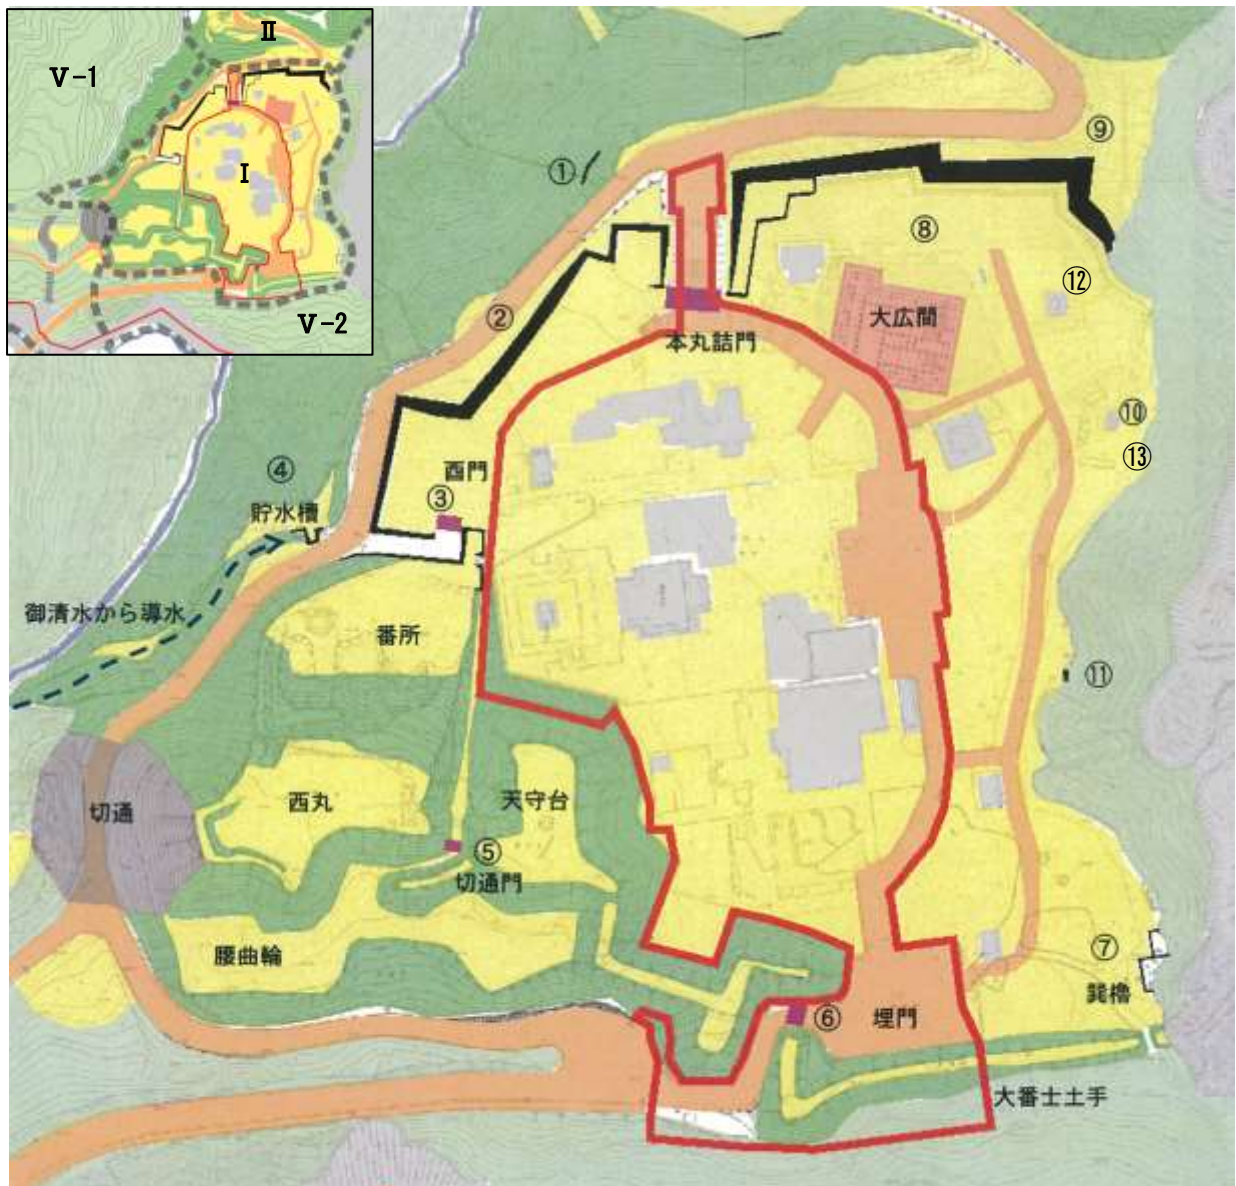 Ⅱ
Ⅴ-1
Ⅰ
Ⅴ-2
⑨
①
⑧
⑫
大広間
②
本丸詰門
⑩
⑬
④
酉門
貯水槽
③
御清水から導水
番所
⑪
切通
西丸
天守台
⑤
切通門
腰曲輪
⑦
巽櫓
⑥
埋門
大番士土手